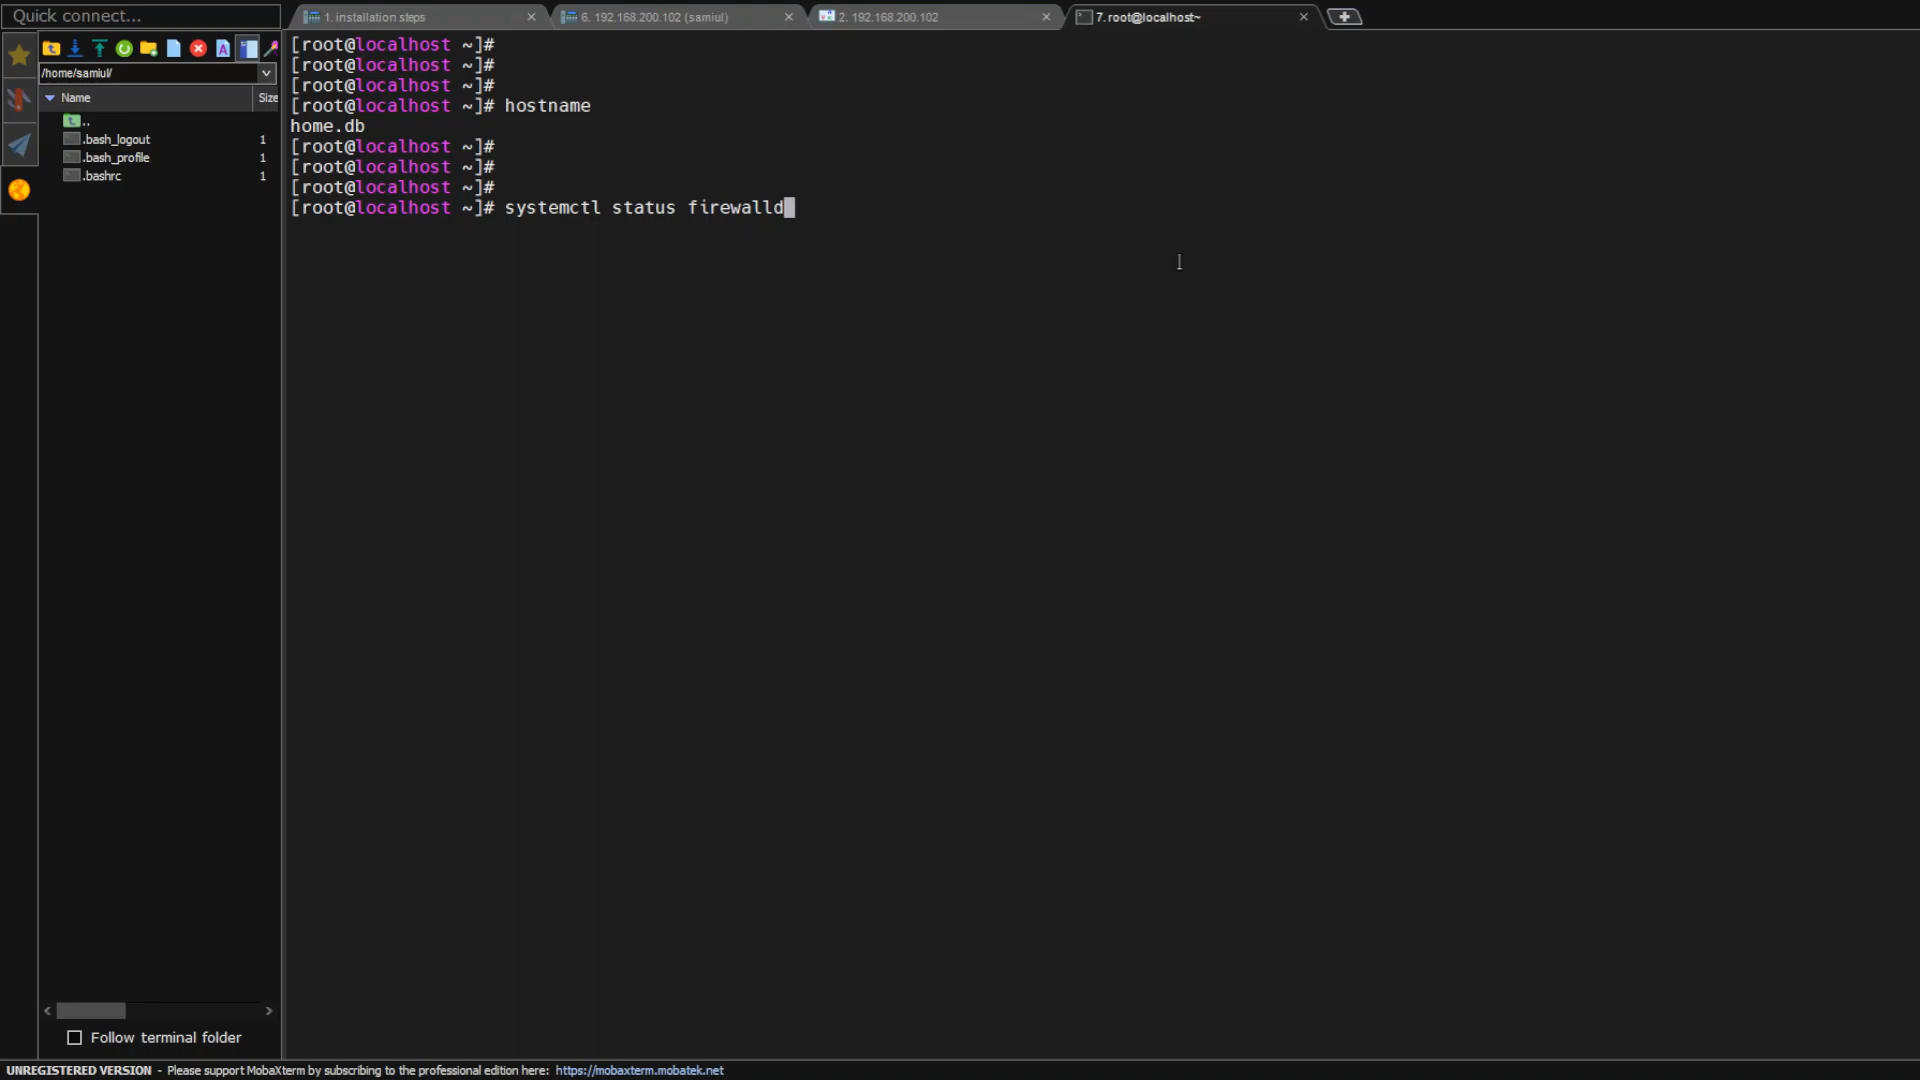 Quick connect...
1. installation steps
6. 192.168.200.102 (samiul)
2. 192.168.200.102
7. root@localhost~
/home/samiul/
Name
Size
..
.bash_logout 1
.bash_profile 1
.bashrc 1
Follow terminal folder
[root@localhost ~]#
[root@localhost ~]#
[root@localhost ~]#
[root@localhost ~]# hostname
home.db
[root@localhost ~]#
[root@localhost ~]#
[root@localhost ~]#
[root@localhost ~]# systemctl status firewalld
UNREGISTERED VERSION - Please support MobaXterm by subscribing to the professional edition here: https://mobaxterm.mobatek.net